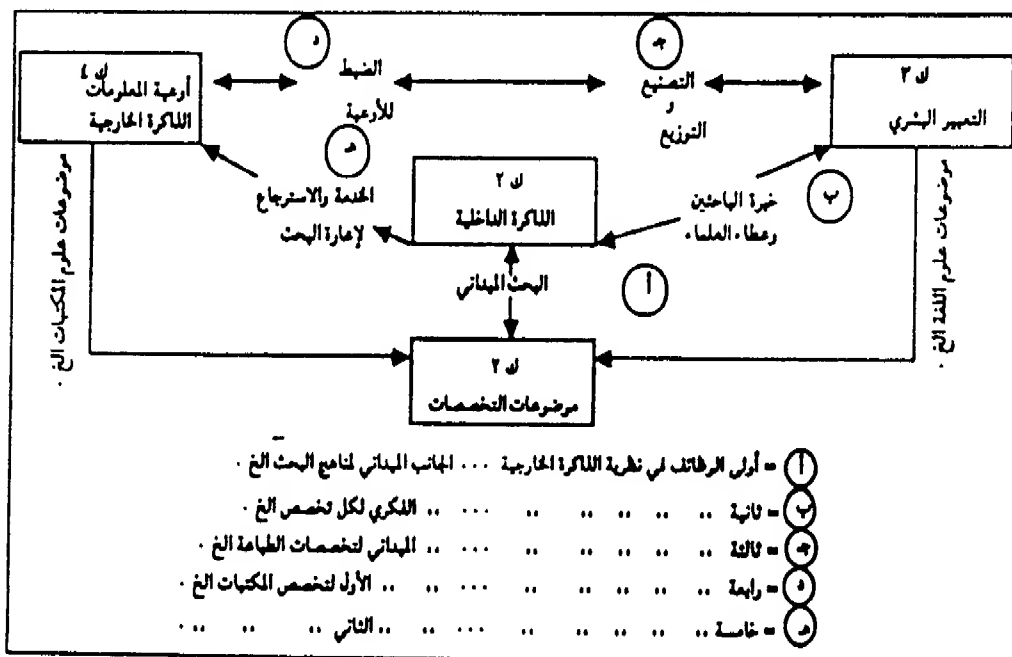 د
جـ
ك ٤
أوعية المعلومات
الذاكرة الخارجية
الضبط
للأوعية
التصنيع
و
التوزيع
ك ٣
التعبير البشري
هـ
ب
ك ٢
الذاكرة الداخلية
الخدمة والاسترجاع
لإعارة البحث
خبرة الباحثين
وعطاء العلماء
أ
البحث الميداني
موضوعات علوم المكتبات الخ .
موضوعات علوم اللغة الخ .
ك ٢
موضوعات التخصصات
أ = أولى الوظائف في نظرية الذاكرة الخارجية ... الجانب الميداني لمناهج البحث الخ .
ب = ثانية ,, ,, ,, ,, ,, ... ,, الفكري لكل تخصص الخ .
جـ = ثالثة ,, ,, ,, ,, ,, ... ,, الميداني لتخصصات الطباعة الخ .
د = رابعة ,, ,, ,, ,, ,, ... ,, ,, الأول لتخصص المكتبات الخ .
هـ = خامسة ,, ,, ,, ,, ,, ... ,, ,, الثاني ,, ,, ,, .